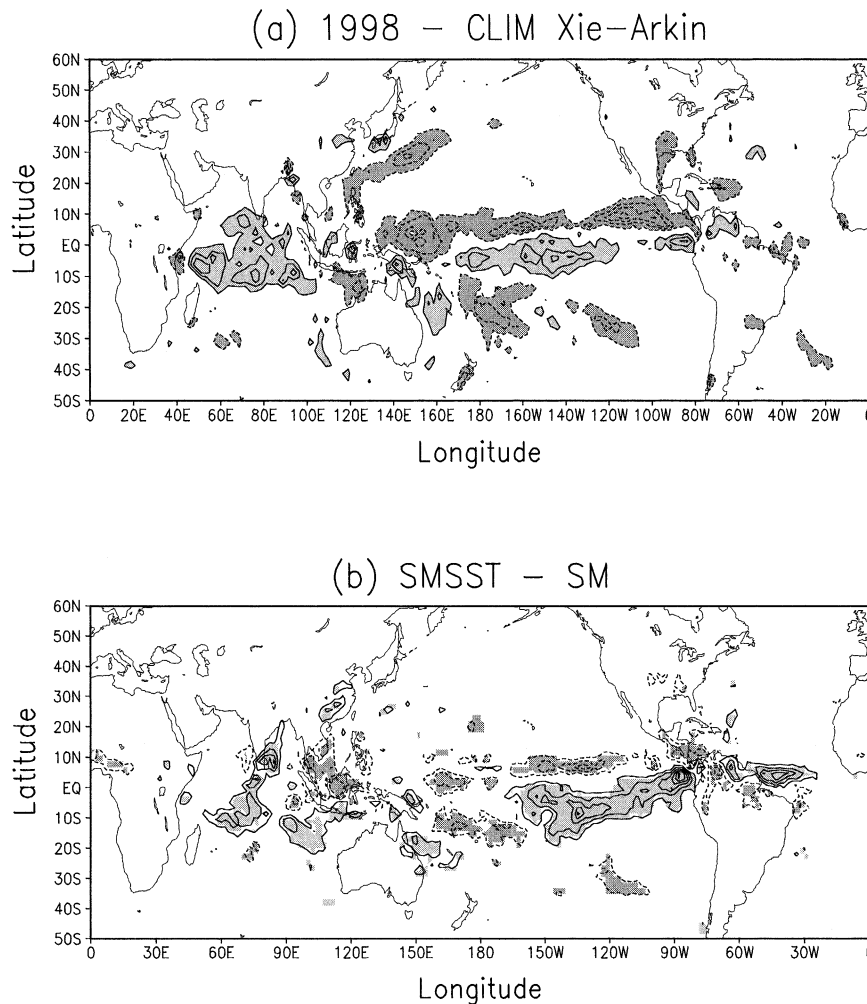 (a) 1998 – CLIM Xie–Arkin
60N
50N
40N
30N
20N
10N
EQ
10S
20S
30S
40S
50S
Latitude
0 20E 40E 60E 80E 100E 120E 140E 160E 180 160W 140W 120W 100W 80W 60W 40W 20W 0
Longitude
(b) SMSST – SM
60N
50N
40N
30N
20N
10N
EQ
10S
20S
30S
40S
50S
Latitude
0 30E 60E 90E 120E 150E 180 150W 120W 90W 60W 30W
Longitude